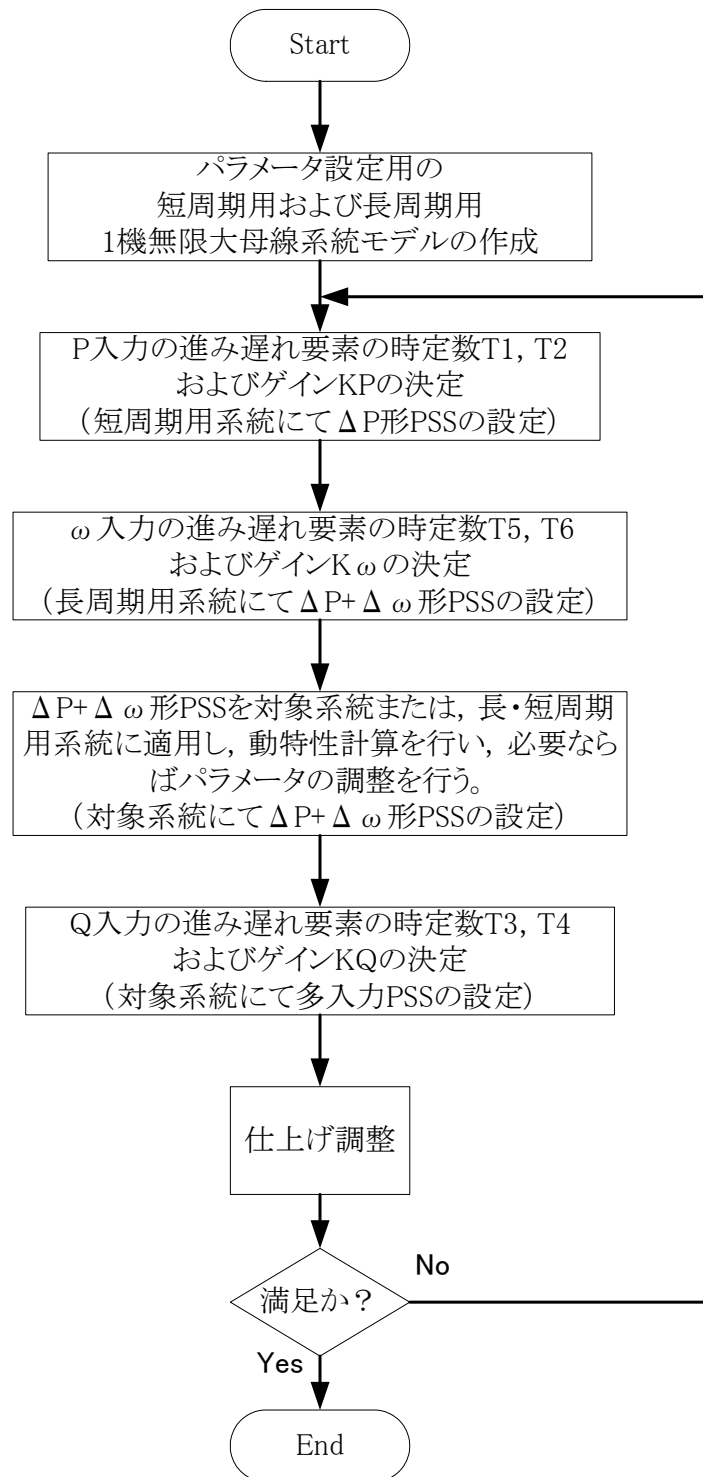 Start
パラメータ設定用の
短周期用および長周期用
1機無限大母線系統モデルの作成
P入力の進み遅れ要素の時定数T1, T2
およびゲインKPの決定
(短周期用系統にてΔP形PSSの設定)
ω入力の進み遅れ要素の時定数T5, T6
およびゲインKωの決定
(長周期用系統にてΔP+Δω形PSSの設定)
ΔP+Δω形PSSを対象系統または, 長・短周期
用系統に適用し, 動特性計算を行い, 必要なら
ばパラメータの調整を行う。
(対象系統にてΔP+Δω形PSSの設定)
Q入力の進み遅れ要素の時定数T3, T4
およびゲインKQの決定
(対象系統にて多入力PSSの設定)
仕上げ調整
満足か?
No
Yes
End